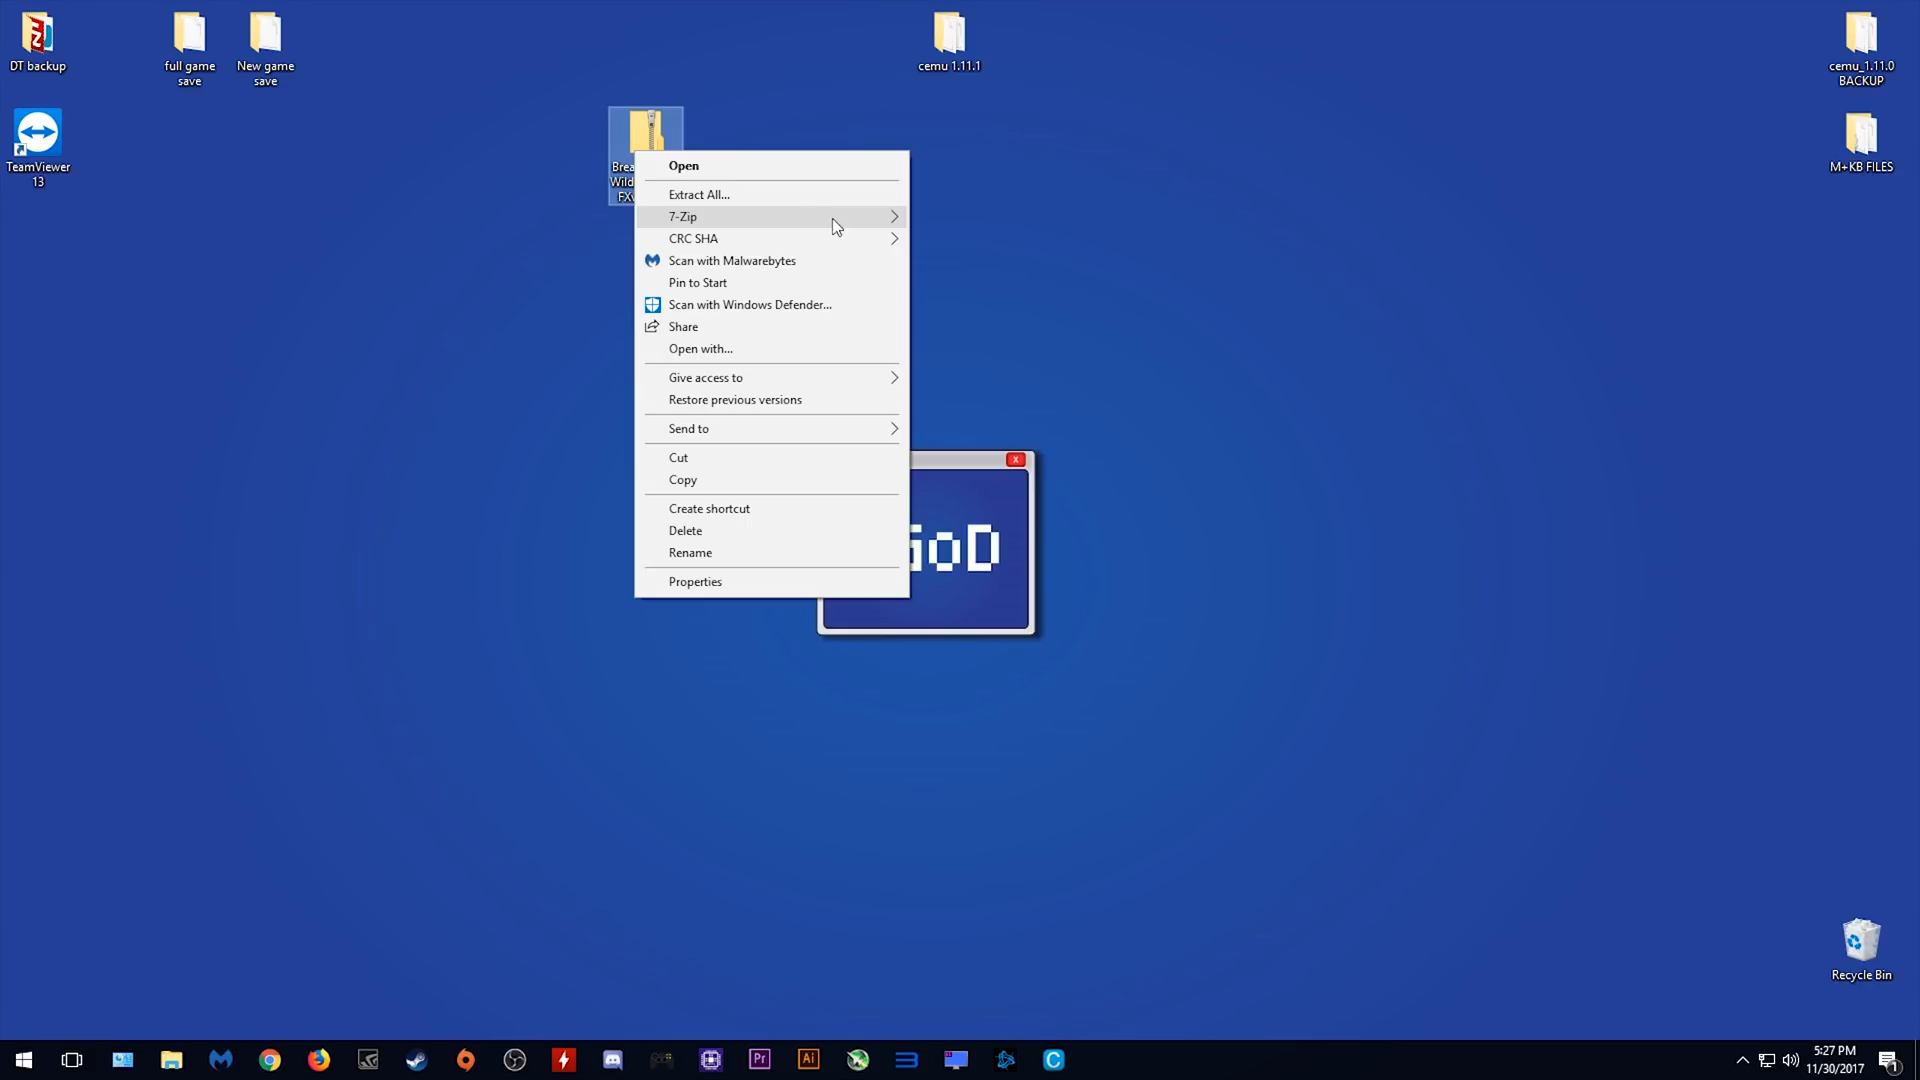 DT backup
full game
save
New game
save
cemu 1.11.1
cemu_1.11.0
BACKUP
TeamViewer
13
M+KB FILES
Open
Extract All...
7-Zip
CRC SHA
Scan with Malwarebytes
Pin to Start
Scan with Windows Defender...
Share
Open with...
Give access to
Restore previous versions
Send to
Cut
Copy
Create shortcut
Delete
Rename
Properties
x
Recycle Bin
Pr
Ai
5:27 PM
11/30/2017
1